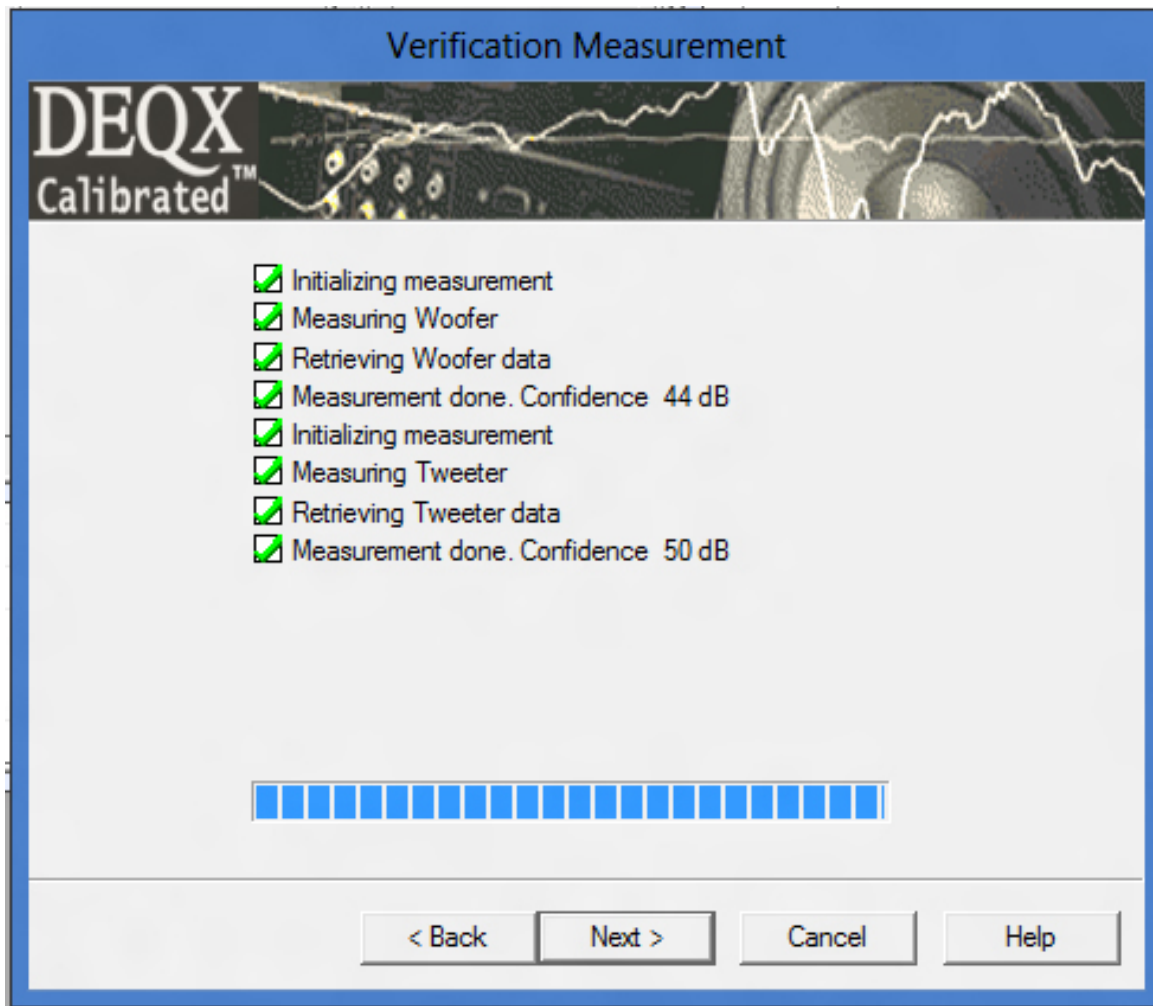 Verification Measurement
DEQX
Calibrated™
Initializing measurement
Measuring Woofer
Retrieving Woofer data
Measurement done. Confidence 44 dB
Initializing measurement
Measuring Tweeter
Retrieving Tweeter data
Measurement done. Confidence 50 dB
< Back Next > Cancel Help